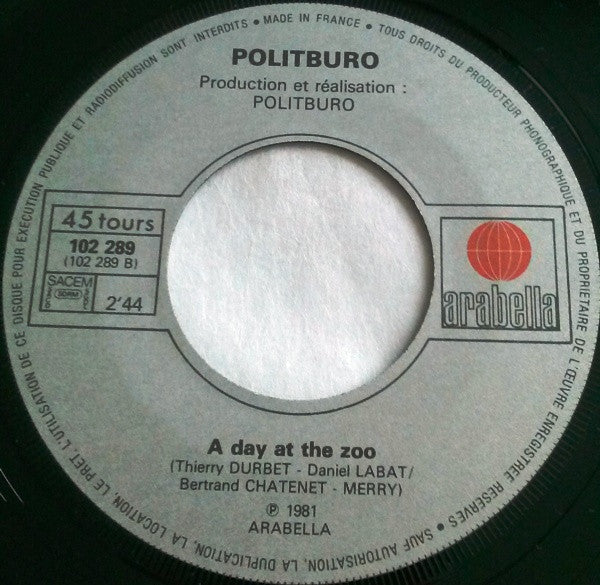 MADE IN FRANCE • TOUS DROITS DU PRODUCTEUR PHONOGRAPHIQUE ET DU PROPRIETAIRE DE L'ŒUVRE ENREGISTREE RESERVES • SAUF AUTORISATION, LA DUPLICATION, LA LOCATION, LE PRET, L'UTILISATION DE CE DISQUE POUR EXECUTION PUBLIQUE ET RADIODIFFUSION SONT INTERDITS •
POLITBURO
Production et réalisation :
POLITBURO
45 tours
102 289
(102 289 B)
SACEM
SDRM
2'44
arabella
A day at the zoo
(Thierry DURBET - Daniel LABAT/
Bertrand CHATENET - MERRY)
℗ 1981
ARABELLA